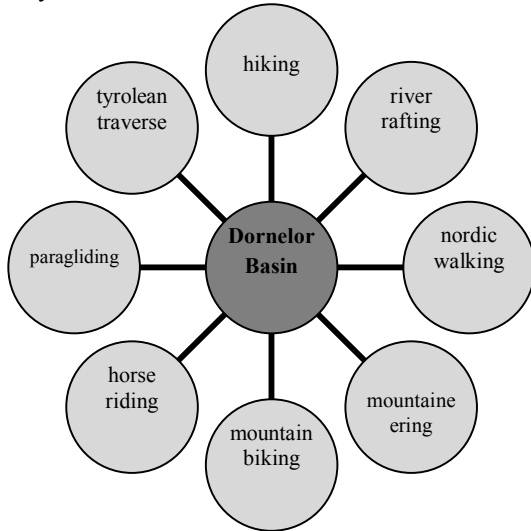 hiking
river
rafting
nordic
walking
mountaine
ering
mountain
biking
horse
riding
paragliding
tyrolean
traverse
Dornelor
Basin